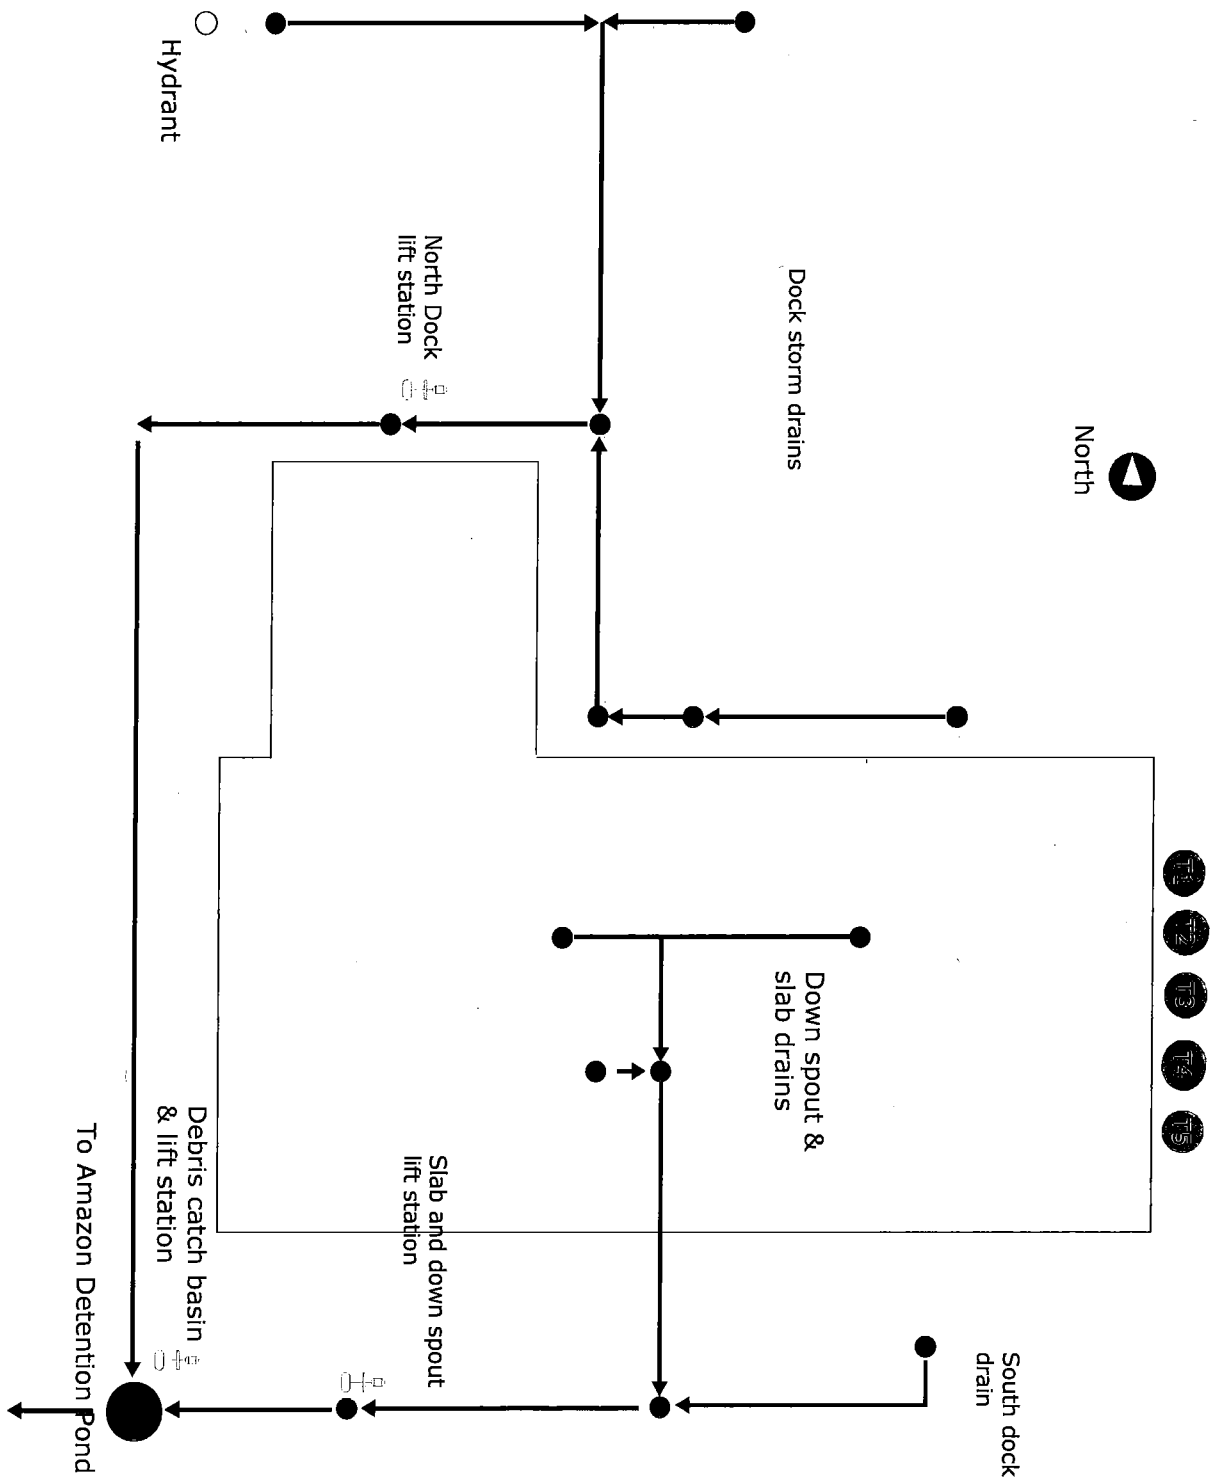 North
T1
T2
T3
T4
T5
Dock storm drains
Down spout &
slab drains
South dock
drain
North Dock
lift station
Slab and down spout
lift station
Hydrant
Debris catch basin
& lift station
To Amazon Detention Pond